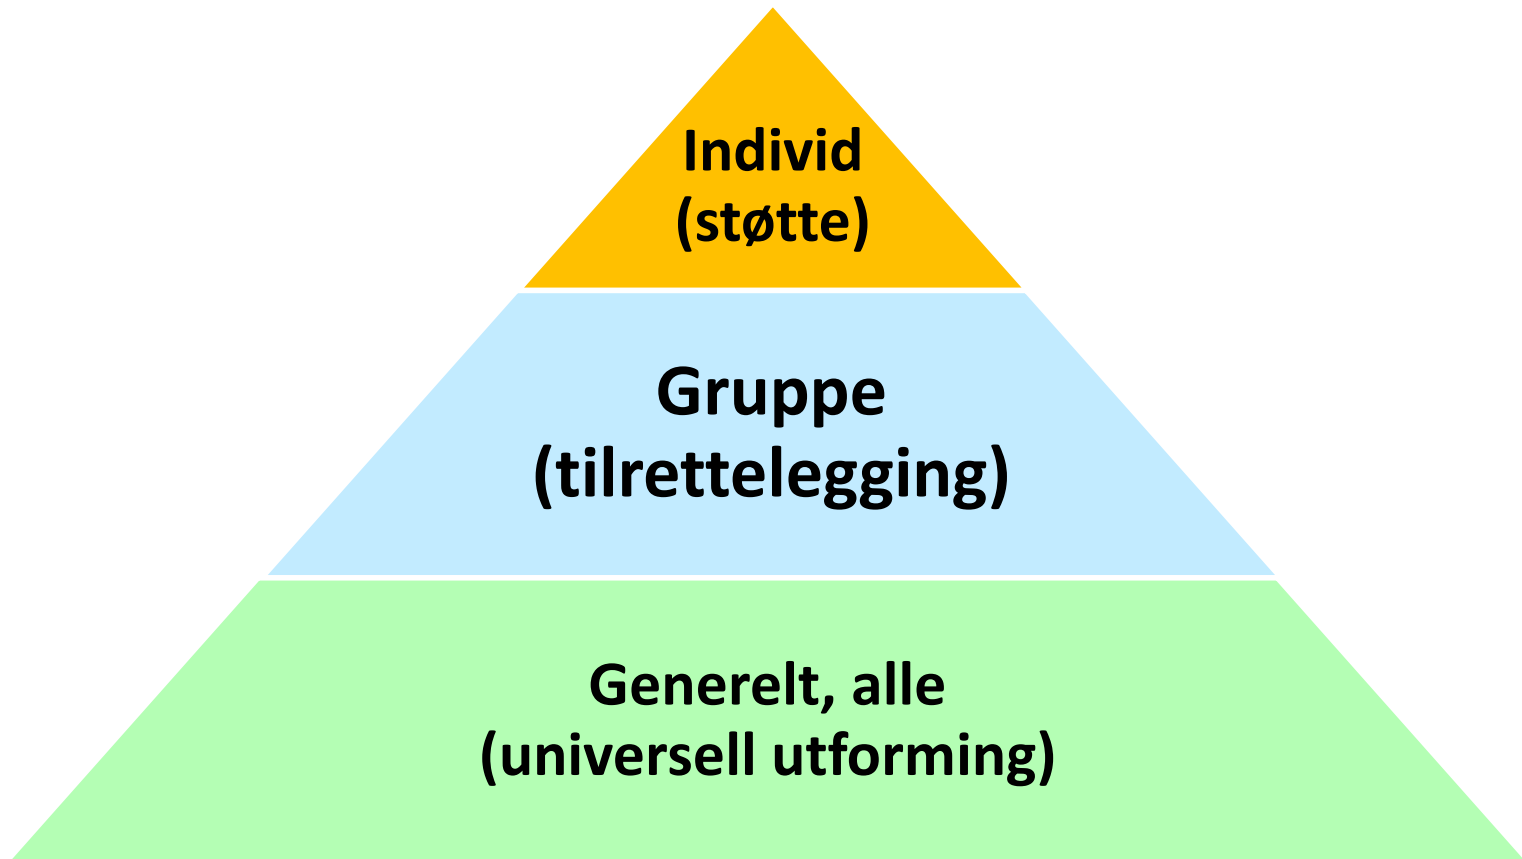 Individ
(støtte)
Gruppe
(tilrettelegging)
Generelt, alle
(universell utforming)